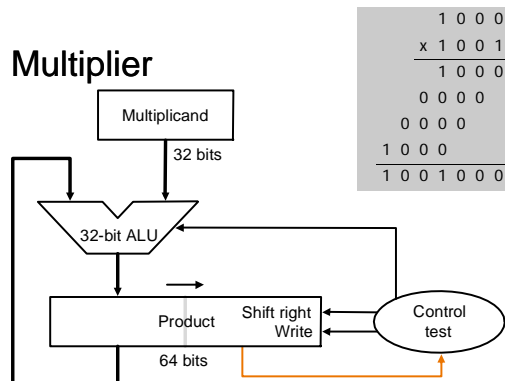 Multiplier
1 0 0 0
x 1 0 0 1
1 0 0 0
0 0 0 0
0 0 0 0
1 0 0 0
1 0 0 1 0 0 0
Multiplicand
32 bits
32-bit ALU
Product
Shift right
Write
Control
test
64 bits